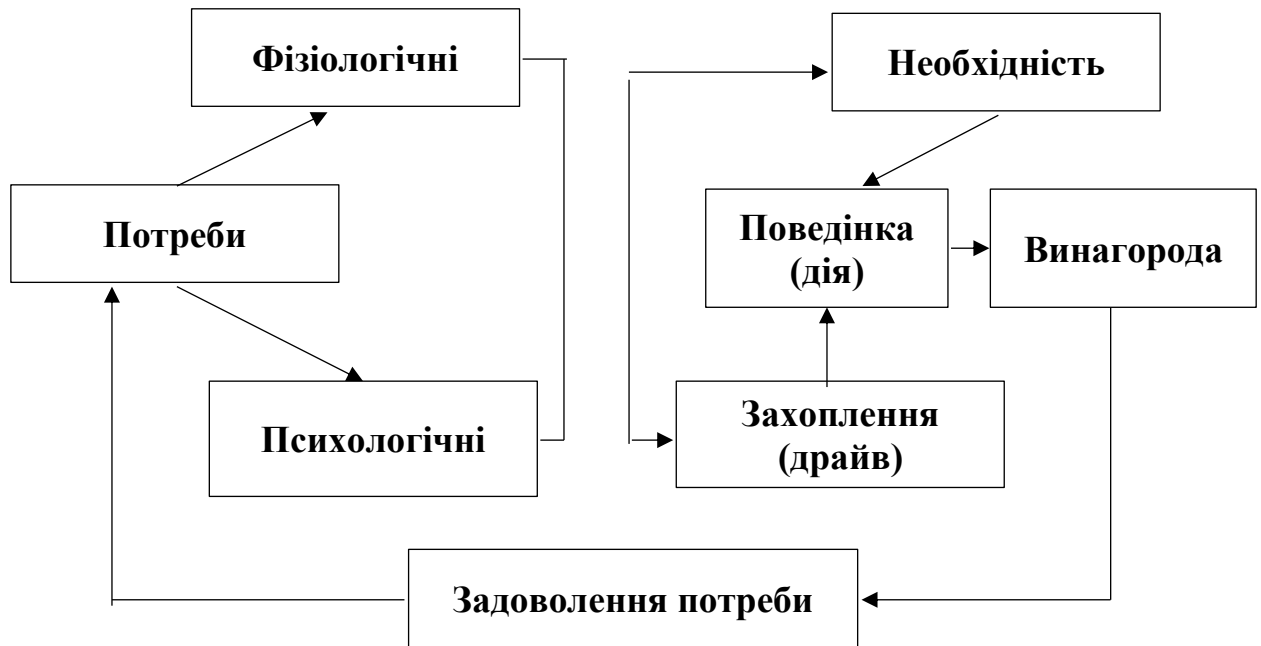 Фізіологічні
Необхідність
Потреби
Поведінка
(дія)
Винагорода
Психологічні
Захоплення
(драйв)
Задоволення потреби